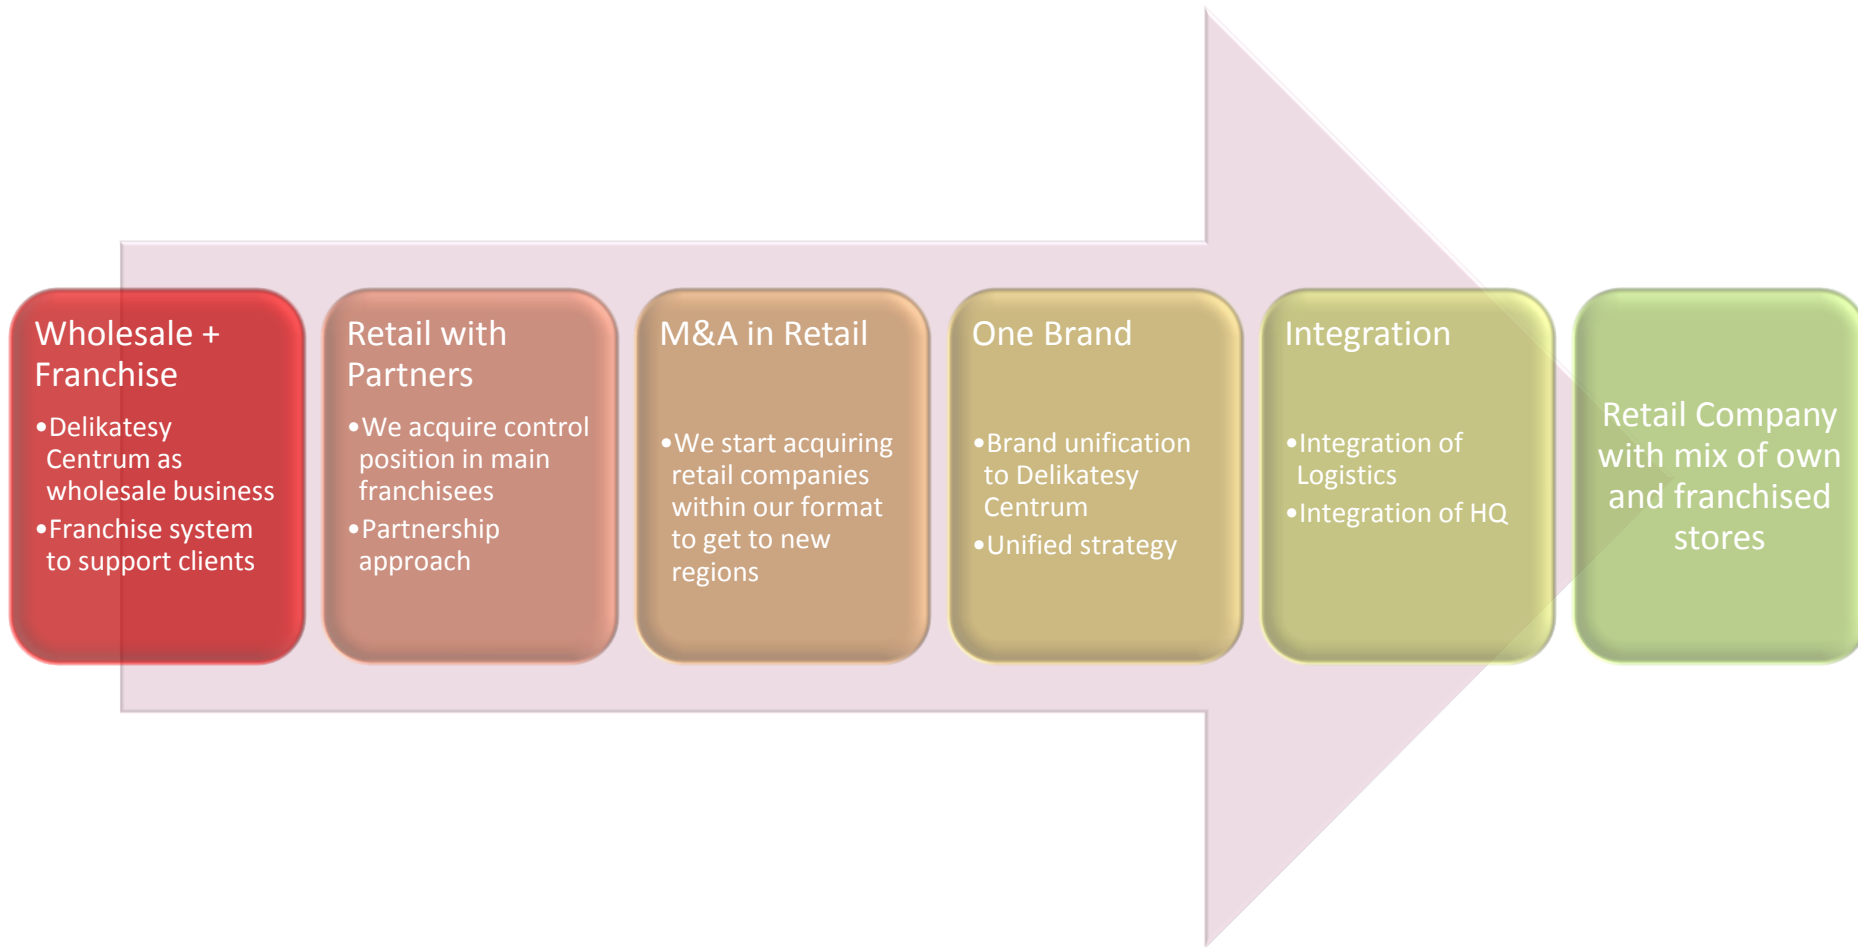 Wholesale +
Franchise
•Delikatesy
Centrum as
wholesale business
•Franchise system
to support clients
Retail with
Partners
•We acquire control
position in main
franchisees
•Partnership
approach
M&A in Retail
•We start acquiring
retail companies
within our format
to get to new
regions
One Brand
•Brand unification
to Delikatesy
Centrum
•Unified strategy
Integration
•Integration of
Logistics
•Integration of HQ
Retail Company
with mix of own
and franchised
stores